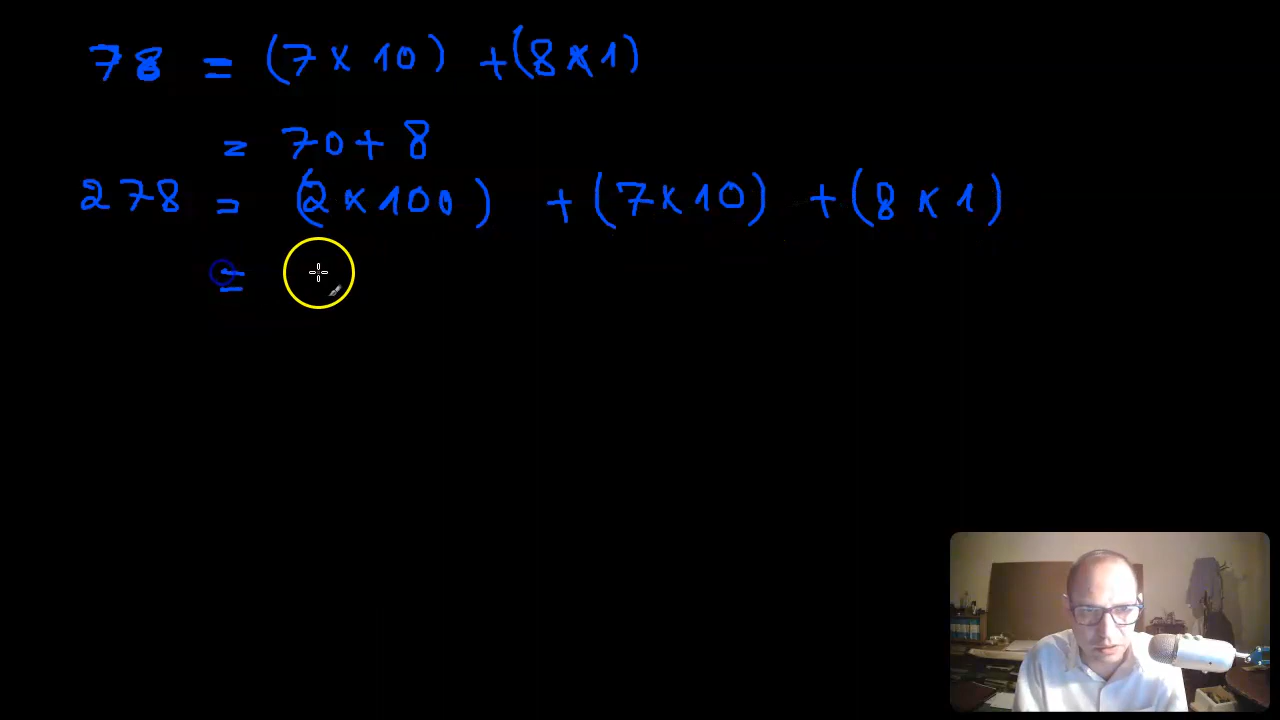 78 = (7 × 10) + (8 × 1)
= 70 + 8
278 = (2 × 100) + (7 × 10) + (8 × 1)
=